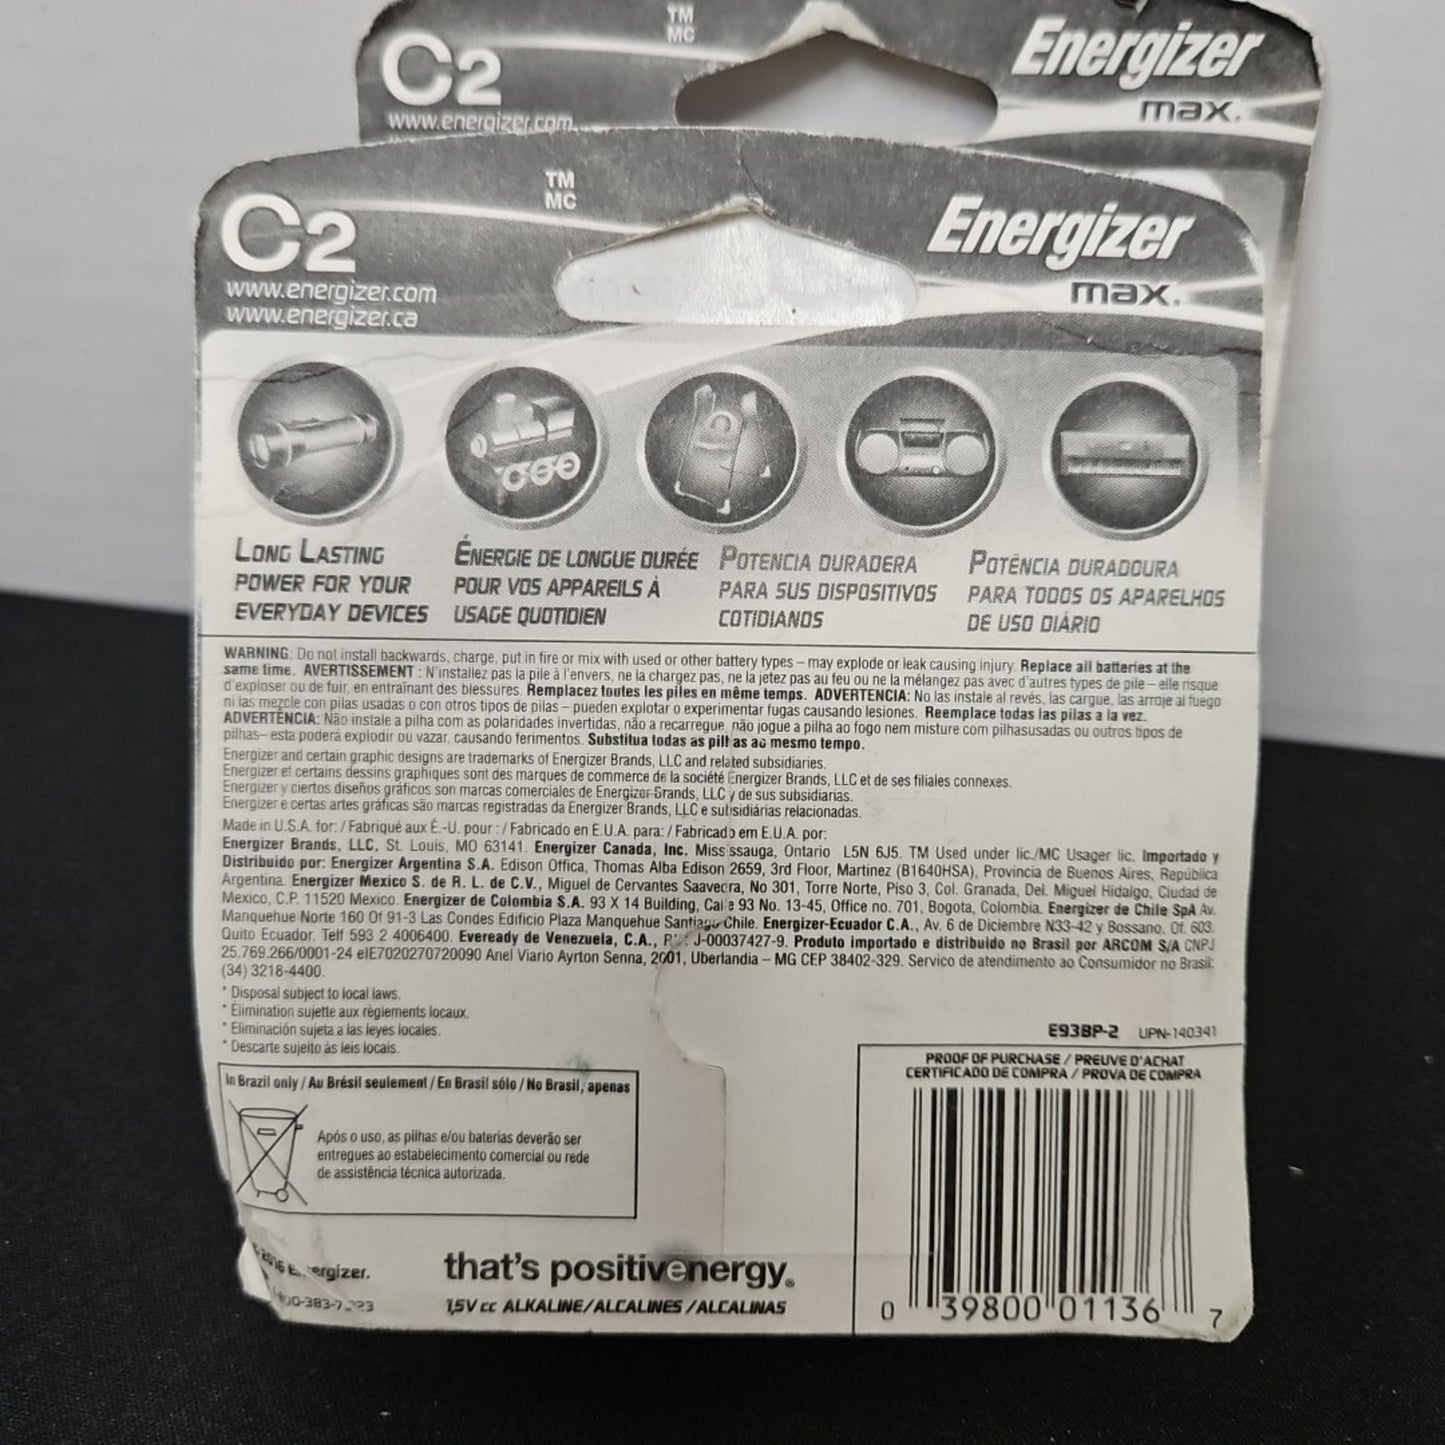 C2
TM
MC
Energizer
max.
www.energizer.com
C2
TM
MC
Energizer
max.
www.energizer.com
www.energizer.ca
LONG LASTING
POWER FOR YOUR
EVERYDAY DEVICES
ÉNERGIE DE LONGUE DURÉE
POUR VOS APPAREILS À
USAGE QUOTIDIEN
POTENCIA DURADERA
PARA SUS DISPOSITIVOS
COTIDIANOS
POTÊNCIA DURADOURA
PARA TODOS OS APARELHOS
DE USO DIÁRIO
WARNING: Do not install backwards, charge, put in fire or mix with used or other battery types – may explode or leak causing injury. Replace all batteries at the
same time. AVERTISSEMENT : N'installez pas la pile à l'envers, ne la chargez pas, ne la jetez pas au feu ou ne la mélangez pas avec d'autres types de pile – elle risque
d'exploser ou de fuir, en entraînant des blessures. Remplacez toutes les piles en même temps. ADVERTENCIA: No las instale al revés, las cargue, las arroje al fuego
ni las mezcle con pilas usadas o con otros tipos de pilas – pueden explotar o experimentar fugas causando lesiones. Reemplace todas las pilas a la vez.
ADVERTÊNCIA: Não instale a pilha com as polaridades invertidas, não a recarregue, não jogue a pilha ao fogo nem misture com pilhasusadas ou outros tipos de
pilhas– esta poderá explodir ou vazar, causando ferimentos. Substitua todas as pilhas ao mesmo tempo.
Energizer and certain graphic designs are trademarks of Energizer Brands, LLC and related subsidiaries.
Energizer et certains dessins graphiques sont des marques de commerce de la société Energizer Brands, LLC et de ses filiales connexes.
Energizer y ciertos diseños gráficos son marcas comerciales de Energizer Brands, LLC y de sus subsidiarias.
Energizer e certas artes gráficas são marcas registradas da Energizer Brands, LLC e subsidiárias relacionadas.
Made in U.S.A. for: / Fabriqué aux É.-U. pour : / Fabricado en E.U.A. para: / Fabricado em E.U.A. por:
Energizer Brands, LLC, St. Louis, MO 63141. Energizer Canada, Inc. Mississauga, Ontario L5N 6J5. TM Used under lic./MC Usager lic. Importado y
Distribuido por: Energizer Argentina S.A. Edison Office, Thomas Alba Edison 2659, 3rd Floor, Martinez (B1640HSA), Provincia de Buenos Aires, República
Argentina. Energizer Mexico S. de R. L. de C.V., Miguel de Cervantes Saavedra, No 301, Torre Norte, Piso 3, Col. Granada, Del. Miguel Hidalgo, Ciudad de
Mexico, C.P. 11520 Mexico. Energizer de Colombia S.A. 93 X 14 Building, Calle 93 No. 13-45, Office no. 701, Bogota, Colombia. Energizer de Chile SpA Av.
Manquehue Norte 160 Of 91-3 Las Condes Edificio Plaza Manquehue Santiago Chile. Energizer-Ecuador C.A., Av. 6 de Diciembre N33-42 y Bossano. Of. 603.
Quito Ecuador. Telf 593 2 4006400. Eveready de Venezuela, C.A., J-00037427-9. Produto importado e distribuido no Brasil por ARCOM S/A CNPJ
25.769.266/0001-24 eIE7020270720090 Anel Viario Ayrton Senna, 2001, Uberlandia – MG CEP 38402-329. Servico de atendimento ao Consumidor no Brasil:
(34) 3218-4400.
* Disposal subject to local laws.
* Élimination sujette aux règlements locaux.
* Eliminación sujeta a las leyes locales.
* Descarte sujeito às leis locais.
E93BP-2 UPN-140341
In Brazil only / Au Brésil seulement / En Brasil sólo / No Brasil, apenas
Após o uso, as pilhas e/ou baterias deverão ser
entregues ao estabelecimento comercial ou rede
de assistência técnica autorizada.
PROOF OF PURCHASE / PREUVE D'ACHAT
CERTIFICADO DE COMPRA / PROVA DE COMPRA
0 39800 01136 7
that's positivenergy®
1,5V cc ALKALINE/ALCALINES/ALCALINAS